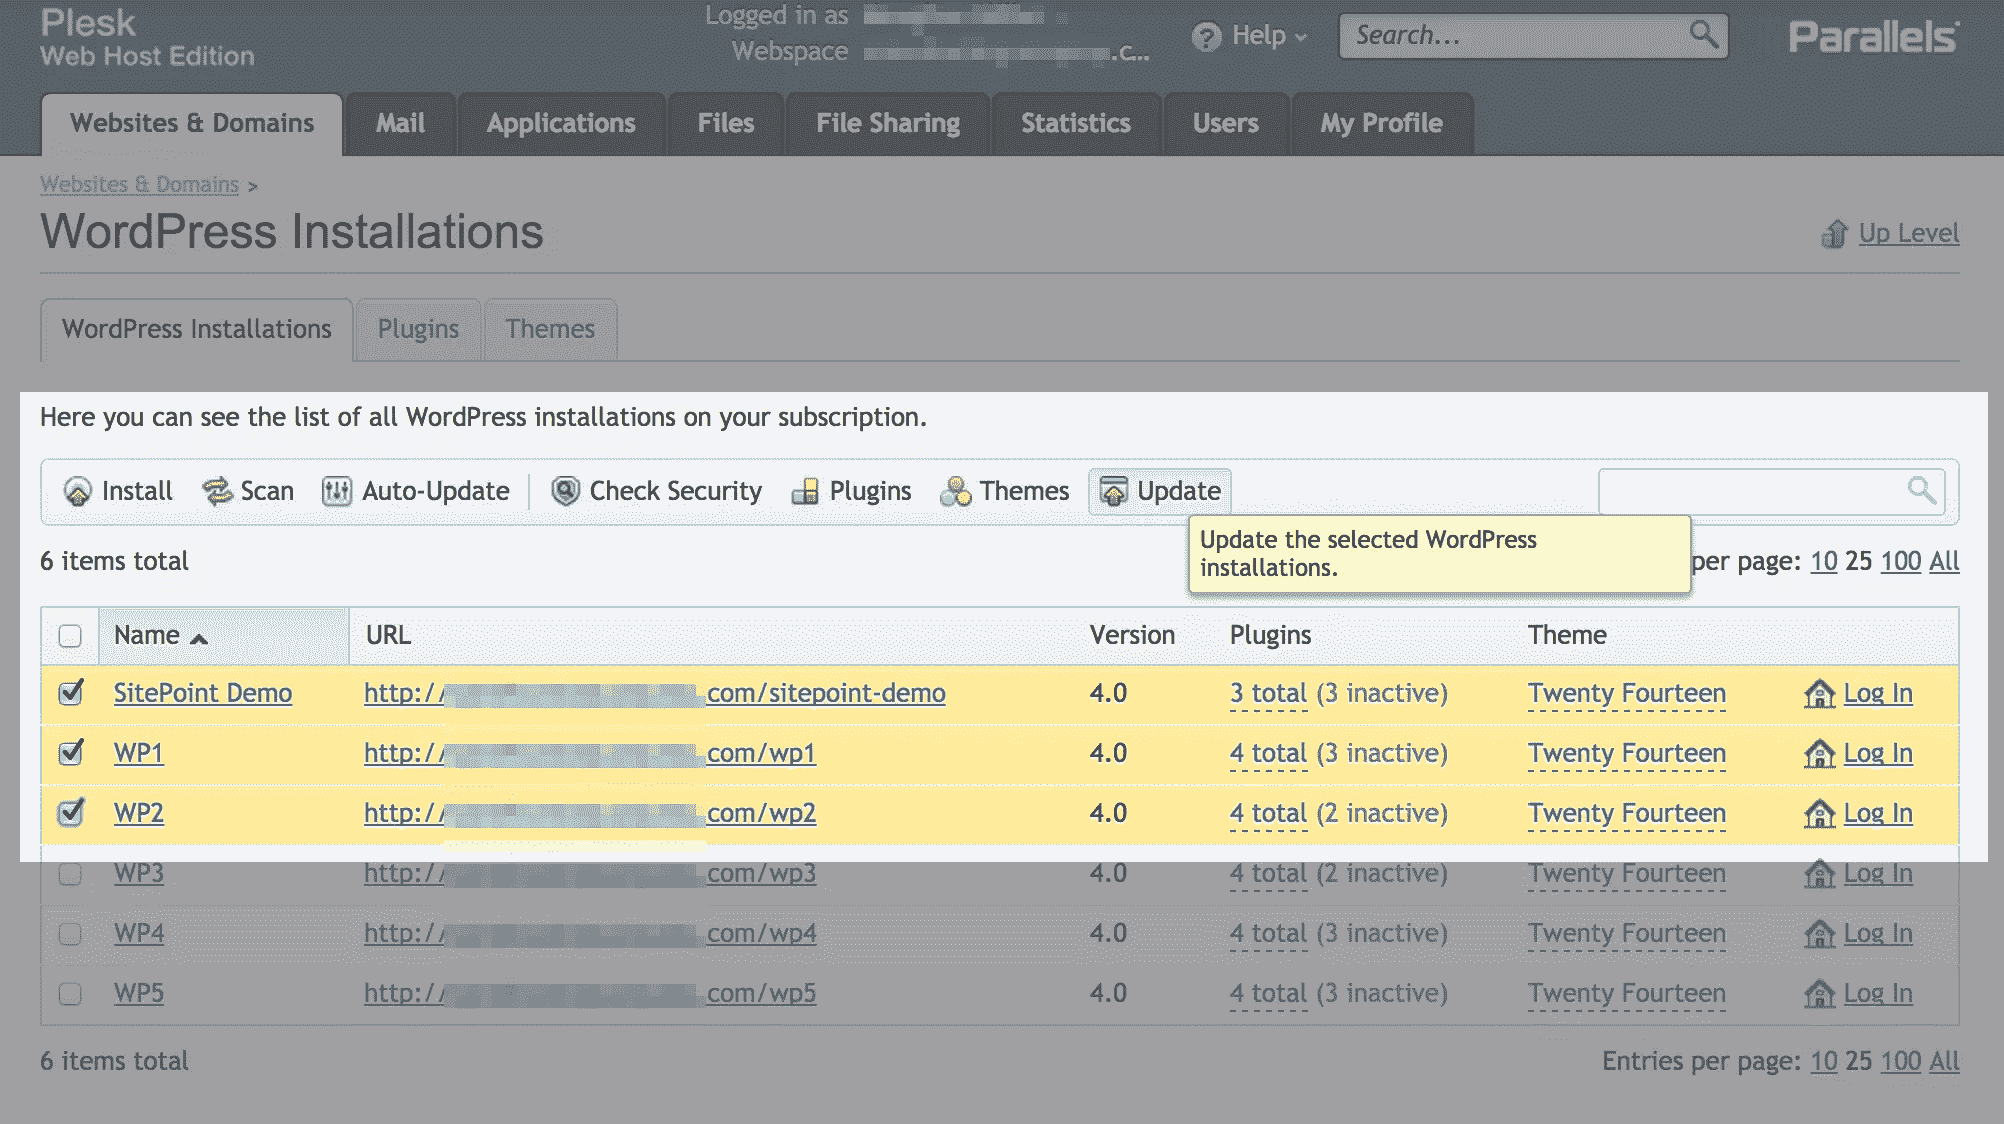 Plesk
Web Host Edition
Logged in as
Webspace .c...
Help
Search...
Parallels
Websites & Domains Mail Applications Files File Sharing Statistics Users My Profile
Websites & Domains >
WordPress Installations
Up Level
WordPress Installations Plugins Themes
Here you can see the list of all WordPress installations on your subscription.
Install Scan Auto-Update Check Security Plugins Themes Update
Update the selected WordPress
installations.
6 items total per page: 10 25 100 All
Name URL Version Plugins Theme
SitePoint Demo http:// .com/sitepoint-demo 4.0 3 total (3 inactive) Twenty Fourteen Log In
WP1 http:// .com/wp1 4.0 4 total (3 inactive) Twenty Fourteen Log In
WP2 http:// .com/wp2 4.0 4 total (2 inactive) Twenty Fourteen Log In
WP3 http:// .com/wp3 4.0 4 total (2 inactive) Twenty Fourteen Log In
WP4 http:// .com/wp4 4.0 4 total (3 inactive) Twenty Fourteen Log In
WP5 http:// .com/wp5 4.0 4 total (3 inactive) Twenty Fourteen Log In
6 items total Entries per page: 10 25 100 All